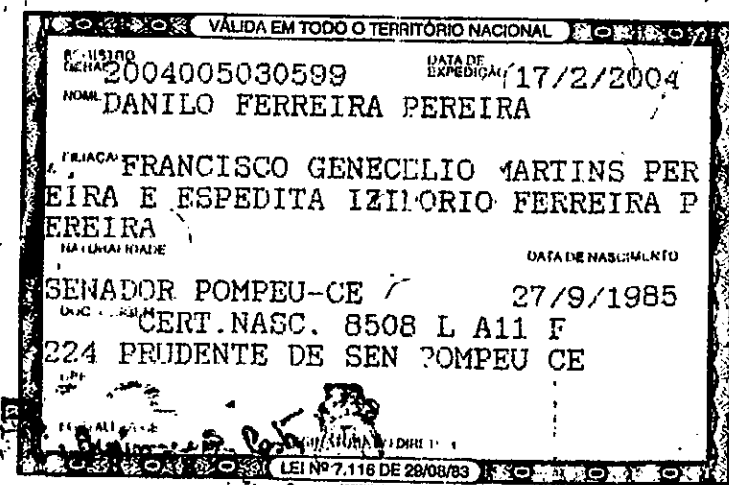 VÁLIDA EM TODO O TERRITÓRIO NACIONAL
2004005030599 DATA DE EXPEDIÇÃO 17/2/2004
NOME DANILO FERREIRA PEREIRA
FILIAÇÃO FRANCISCO MARTINS PER
EIRA E ESPEDITA FERREIRA P
EREIRA
NATURALIDADE DATA DE NASCIMENTO
SENADOR POMPEU-CE 27/9/1985
CERT.NASC. 8508 L A11 F
224 PRUDENTE DE SEN POMPEU CE
CPF
LEI Nº 7.116 DE 29/08/83